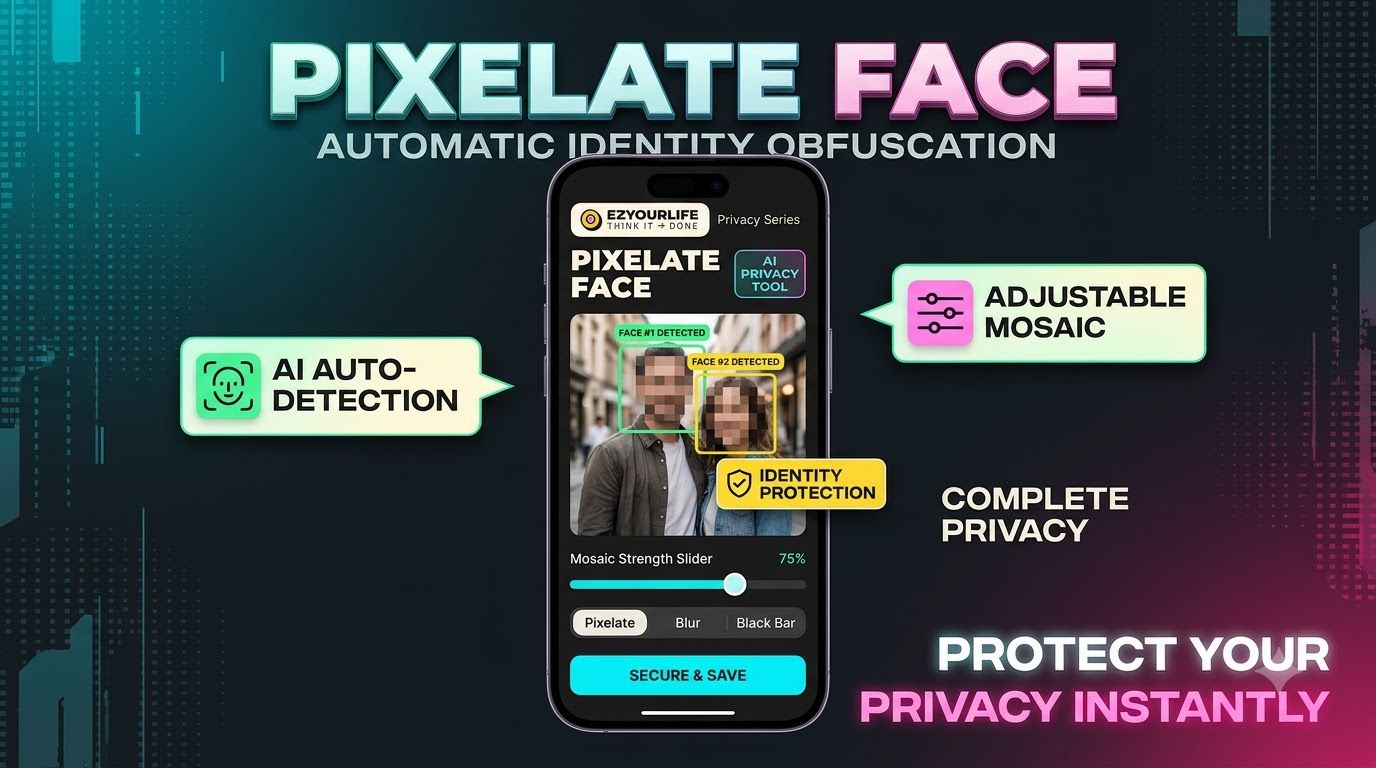 PIXELATE FACE
AUTOMATIC IDENTITY OBFUSCATION
EZYOURLIFE
THINK IT → DONE
Privacy Series
PIXELATE
FACE
AI
PRIVACY
TOOL
FACE #1 DETECTED
FACE 92 DETECTED
AI AUTO-
DETECTION
ADJUSTABLE
MOSAIC
IDENTITY
PROTECTION
COMPLETE
PRIVACY
Mosaic Strength Slider 75%
Pixelate Blur Black Bar
SECURE & SAVE
PROTECT YOUR
PRIVACY INSTANTLY